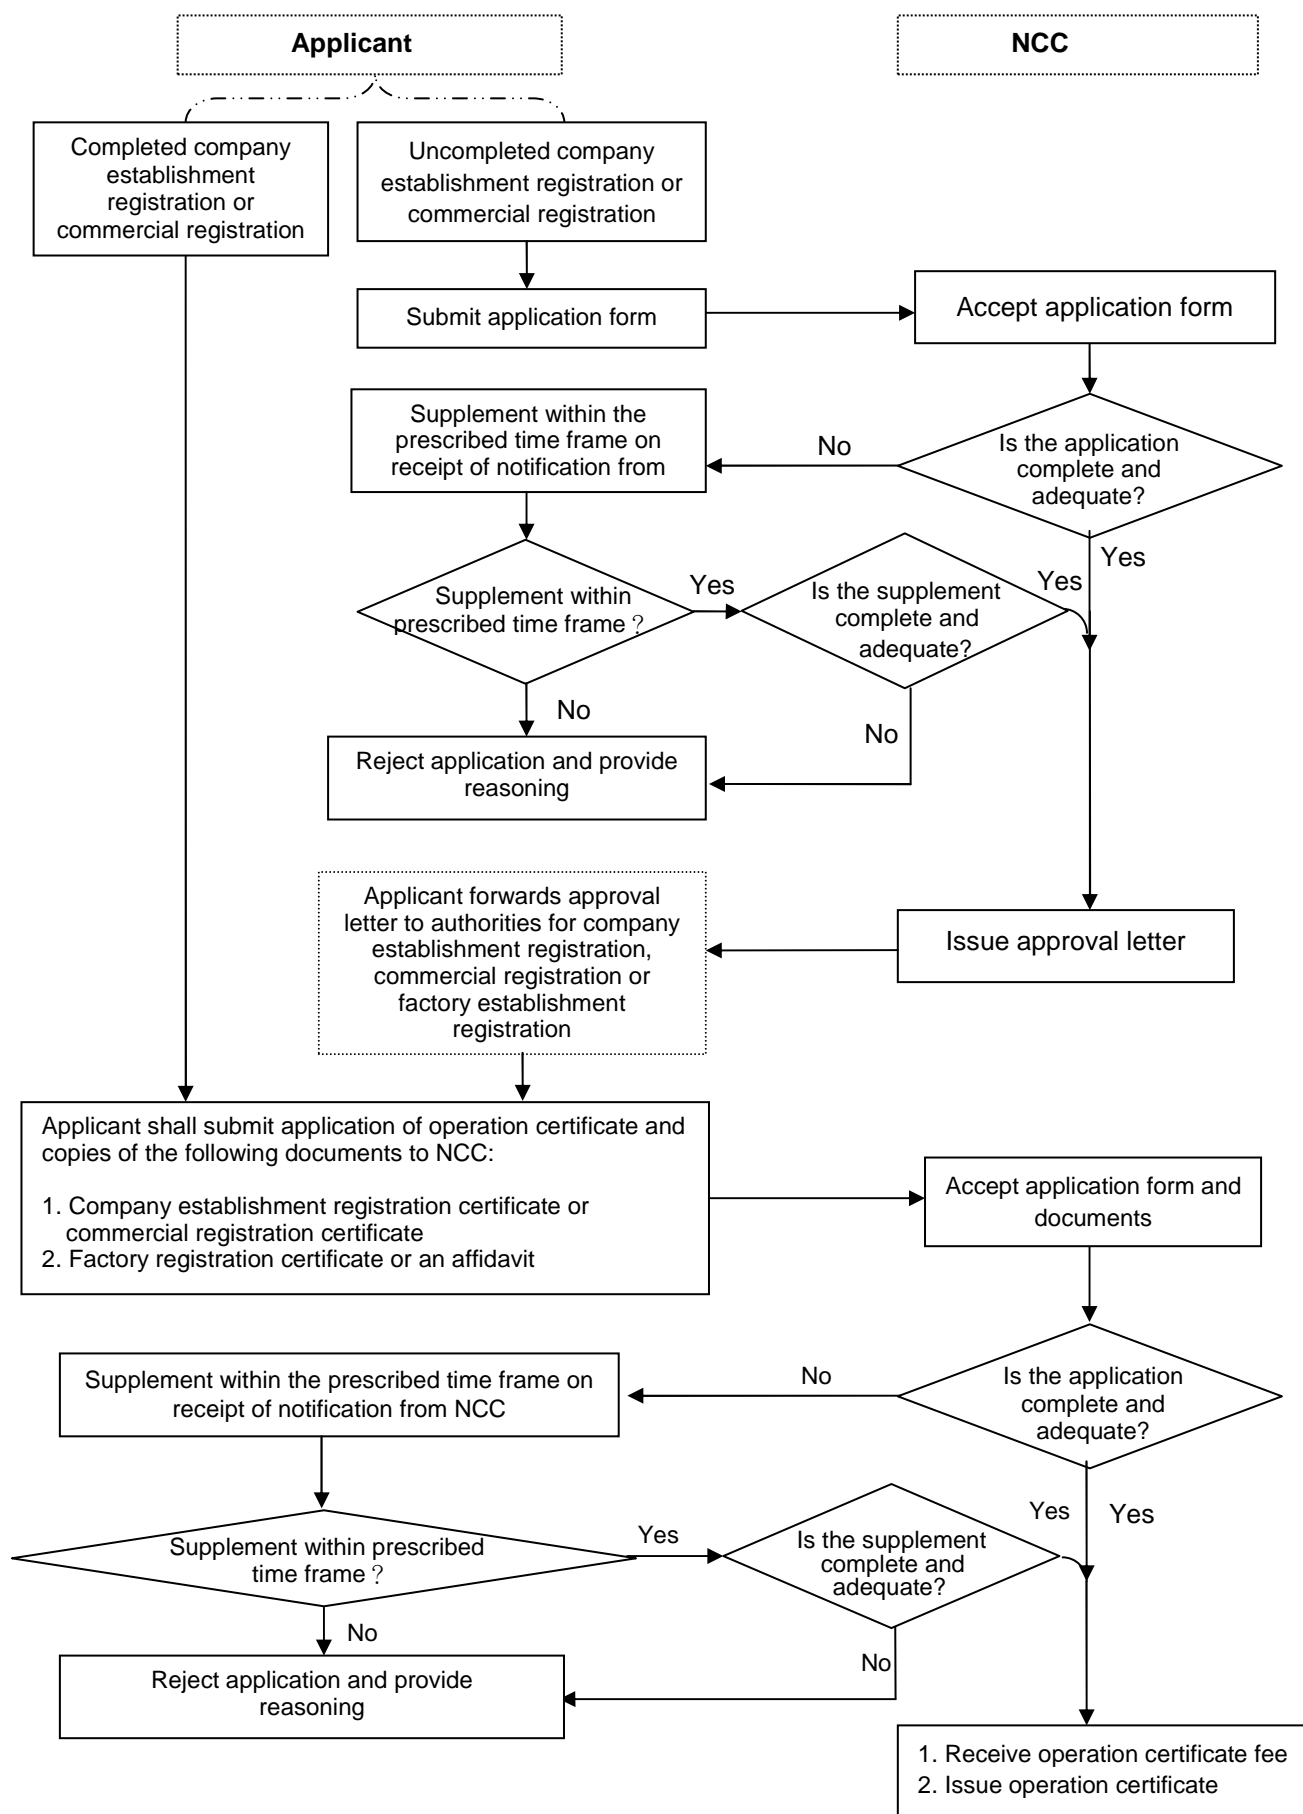 Applicant
NCC
Completed company
establishment
registration or
commercial registration
Uncompleted company
establishment registration or
commercial registration
Submit application form
Accept application form
Supplement within the
prescribed time frame on
receipt of notification from
No
Is the application
complete and
adequate?
Yes
Supplement within
prescribed time frame？
Yes
Is the supplement
complete and
adequate?
Yes
No
No
Reject application and provide
reasoning
Applicant forwards approval
letter to authorities for company
establishment registration,
commercial registration or
factory establishment
registration
Issue approval letter
Applicant shall submit application of operation certificate and
copies of the following documents to NCC:
1. Company establishment registration certificate or
commercial registration certificate
2. Factory registration certificate or an affidavit
Accept application form and
documents
Supplement within the prescribed time frame on
receipt of notification from NCC
No
Is the application
complete and
adequate?
Supplement within prescribed
time frame？
Yes
Is the supplement
complete and
adequate?
Yes
Yes
No
No
Reject application and provide
reasoning
1. Receive operation certificate fee
2. Issue operation certificate